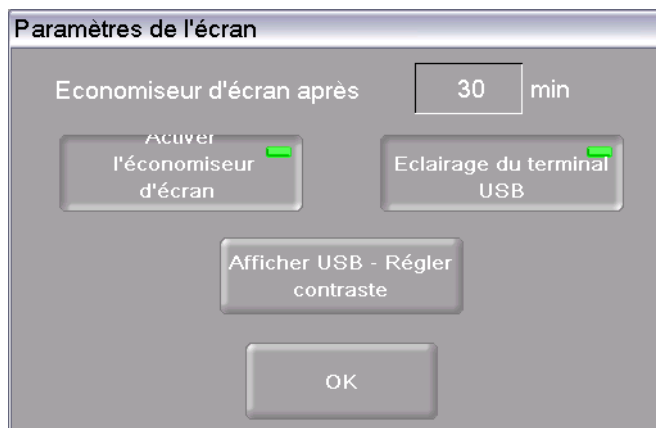 Paramètres de l'écran
Economiseur d'écran après 30 min
Activer
l'économiseur
d'écran
Eclairage du terminal
USB
Afficher USB - Régler
contraste
OK